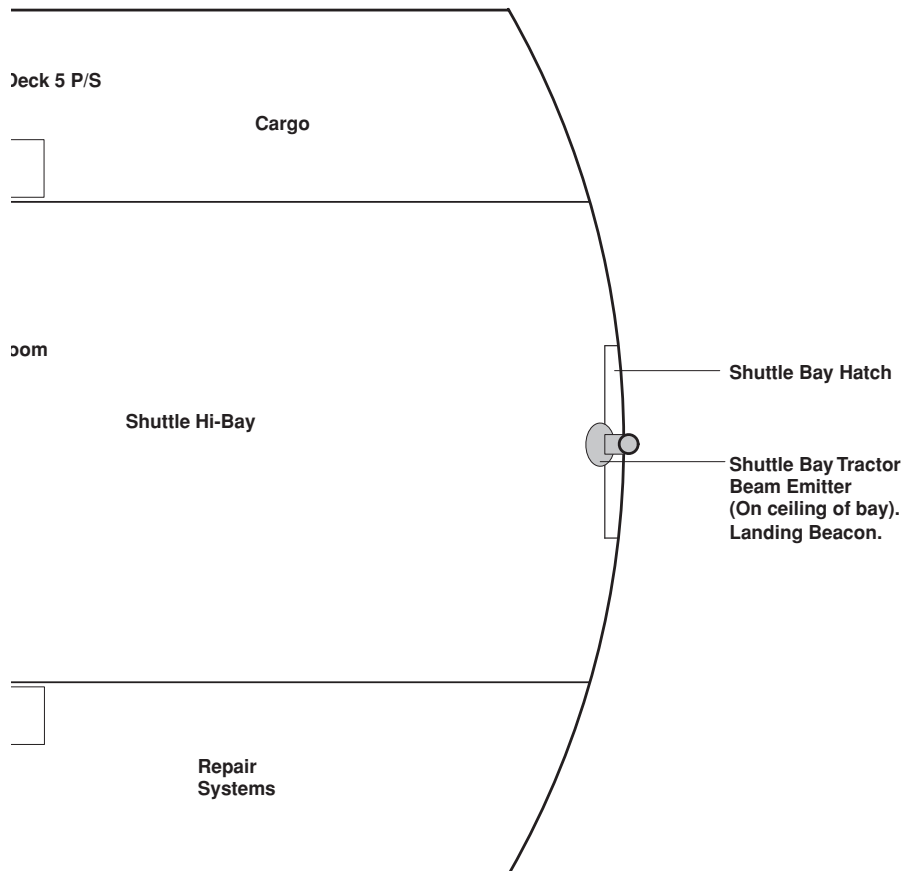 Deck 5 P/S
Cargo
oom
Shuttle Bay Hatch
Shuttle Hi-Bay
Shuttle Bay Tractor
Beam Emitter
(On ceiling of bay).
Landing Beacon.
Repair
Systems